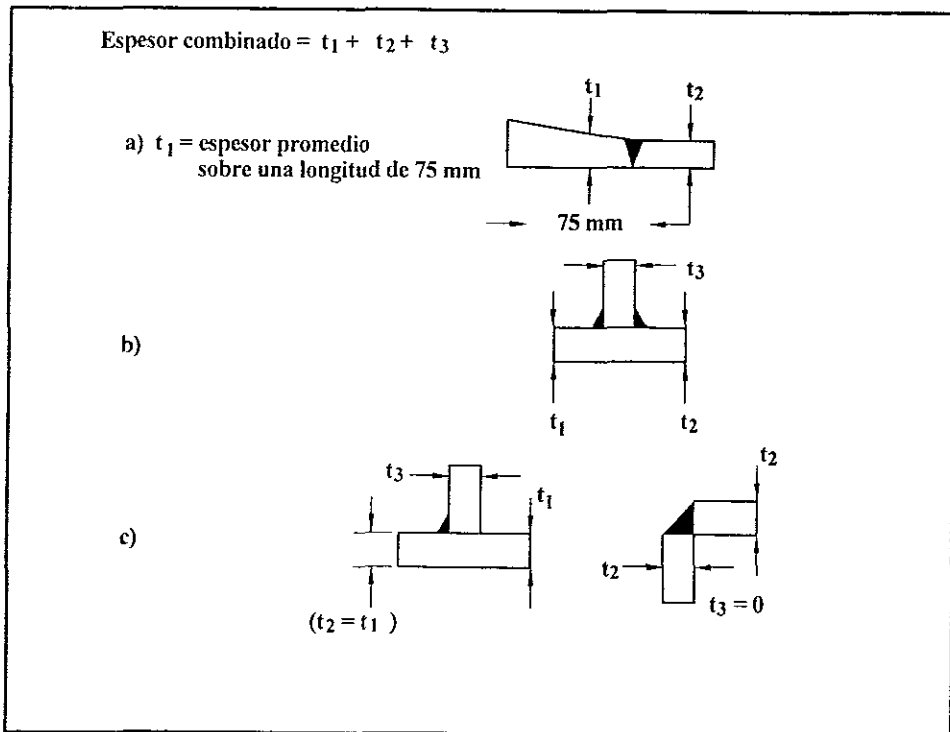 Espesor combinado = t₁ + t₂ + t₃
t₁
t₂
a) t₁ = espesor promedio
sobre una longitud de 75 mm
75 mm
t₃
b)
t₁
t₂
t₂
t₃
t₁
c)
t₂
t₃ = 0
(t₂ = t₁ )